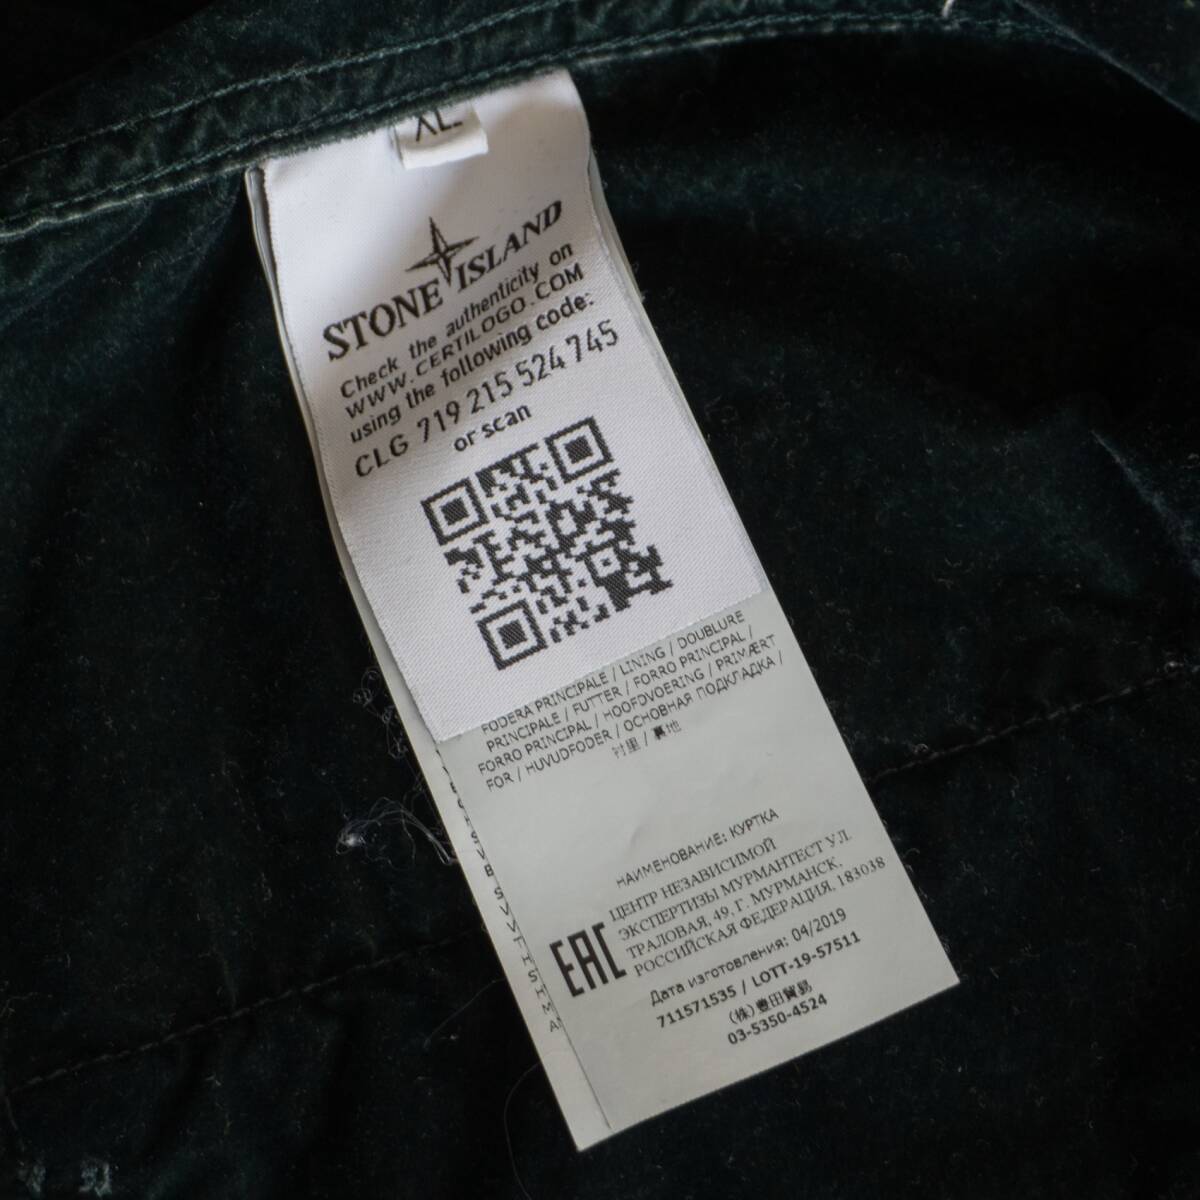 XL
STONE ISLAND
Check the authenticity on
WWW.CERTILOGO.COM
using the following code:
CLG 719 215 524 745
or scan
FODERA PRINCIPALE / LINING / DOUBLURE
PRINCIPALE / FUTTER / FORRO PRINCIPAL /
FORRO PRINCIPAL / HOOFDVOERING / PRIMÆRT
FOR / HUVUDFODER / ОСНОВНАЯ ПОДКЛАДКА /
衬里 / 裏地
НАИМЕНОВАНИЕ: КУРТКА
ЦЕНТР НЕЗАВИСИМОЙ
ЭКСПЕРТИЗЫ МУРМАНТЕСТ УЛ.
ТРАЛОВАЯ, 49, Г. МУРМАНСК,
РОССИЙСКАЯ ФЕДЕРАЦИЯ, 183038
EAC
Дата изготовления: 04/2019
711571535 / LOTT-19-57511
(株)豊田貿易
03-5350-4524